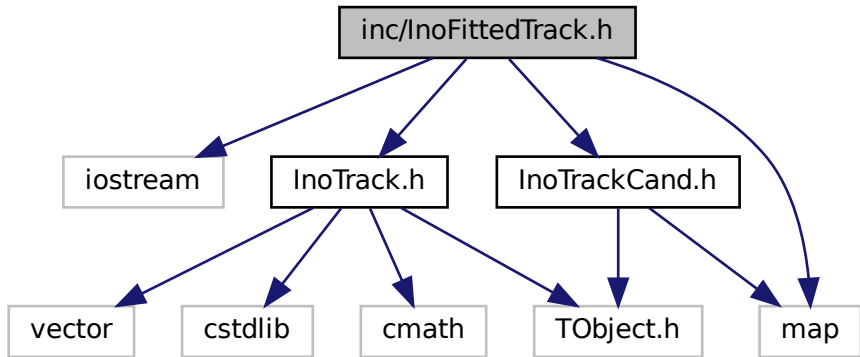 inc/InoFittedTrack.h
iostream
InoTrack.h
InoTrackCand.h
vector
cstdlib
cmath
TObject.h
map